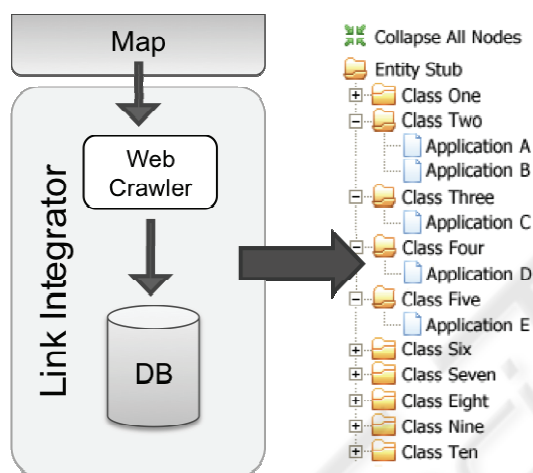 Map
Web
Crawler
Link Integrator
DB
Collapse All Nodes
Entity Stub
Class One
Class Two
Application A
Application B
Class Three
Application C
Class Four
Application D
Class Five
Application E
Class Six
Class Seven
Class Eight
Class Nine
Class Ten